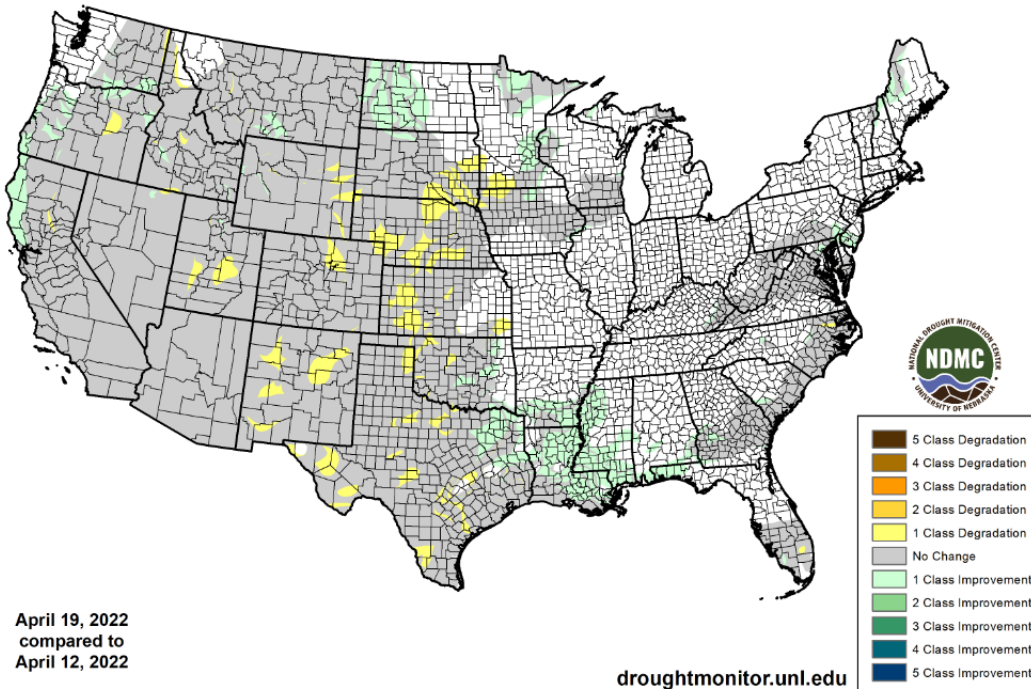 NATIONAL DROUGHT MITIGATION CENTER
NDMC
UNIVERSITY OF NEBRASKA
5 Class Degradation
4 Class Degradation
3 Class Degradation
2 Class Degradation
1 Class Degradation
No Change
1 Class Improvement
2 Class Improvement
3 Class Improvement
4 Class Improvement
5 Class Improvement
April 19, 2022
compared to
April 12, 2022
droughtmonitor.unl.edu